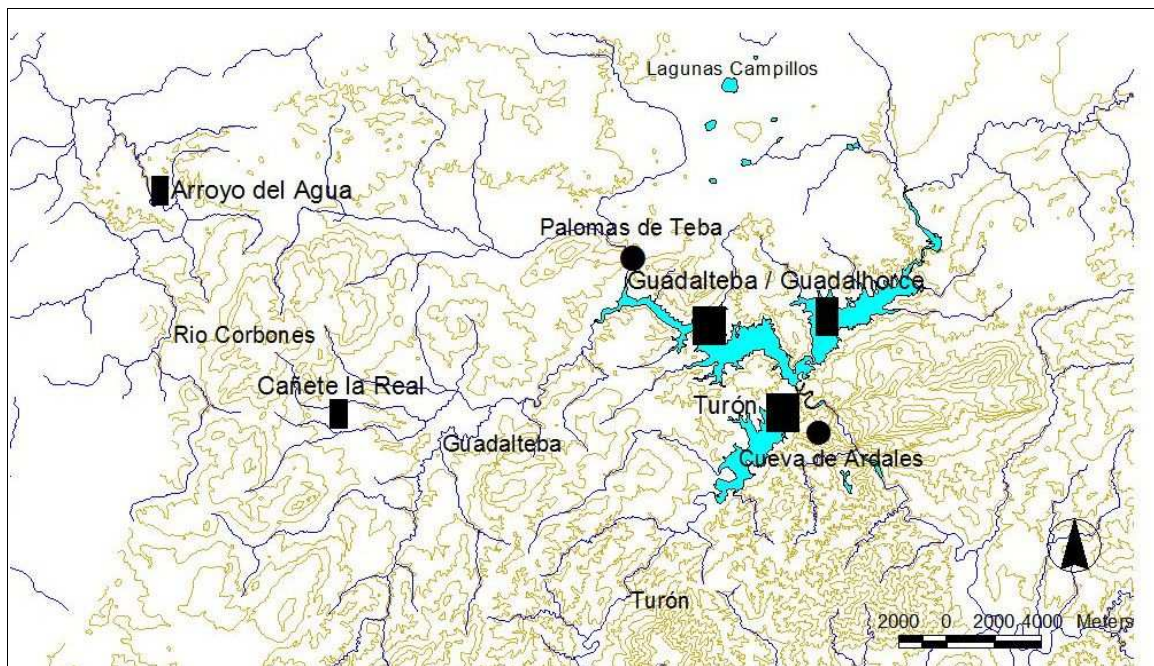 Lagunas Campillos
Arroyo del Agua
Palomas de Teba
Guadalteba / Guadalhorce
Rio Corbones
Cañete la Real
Turón
Guadalteba
Cueva de Ardales
Turón
2000 0 2000 4000 Meters